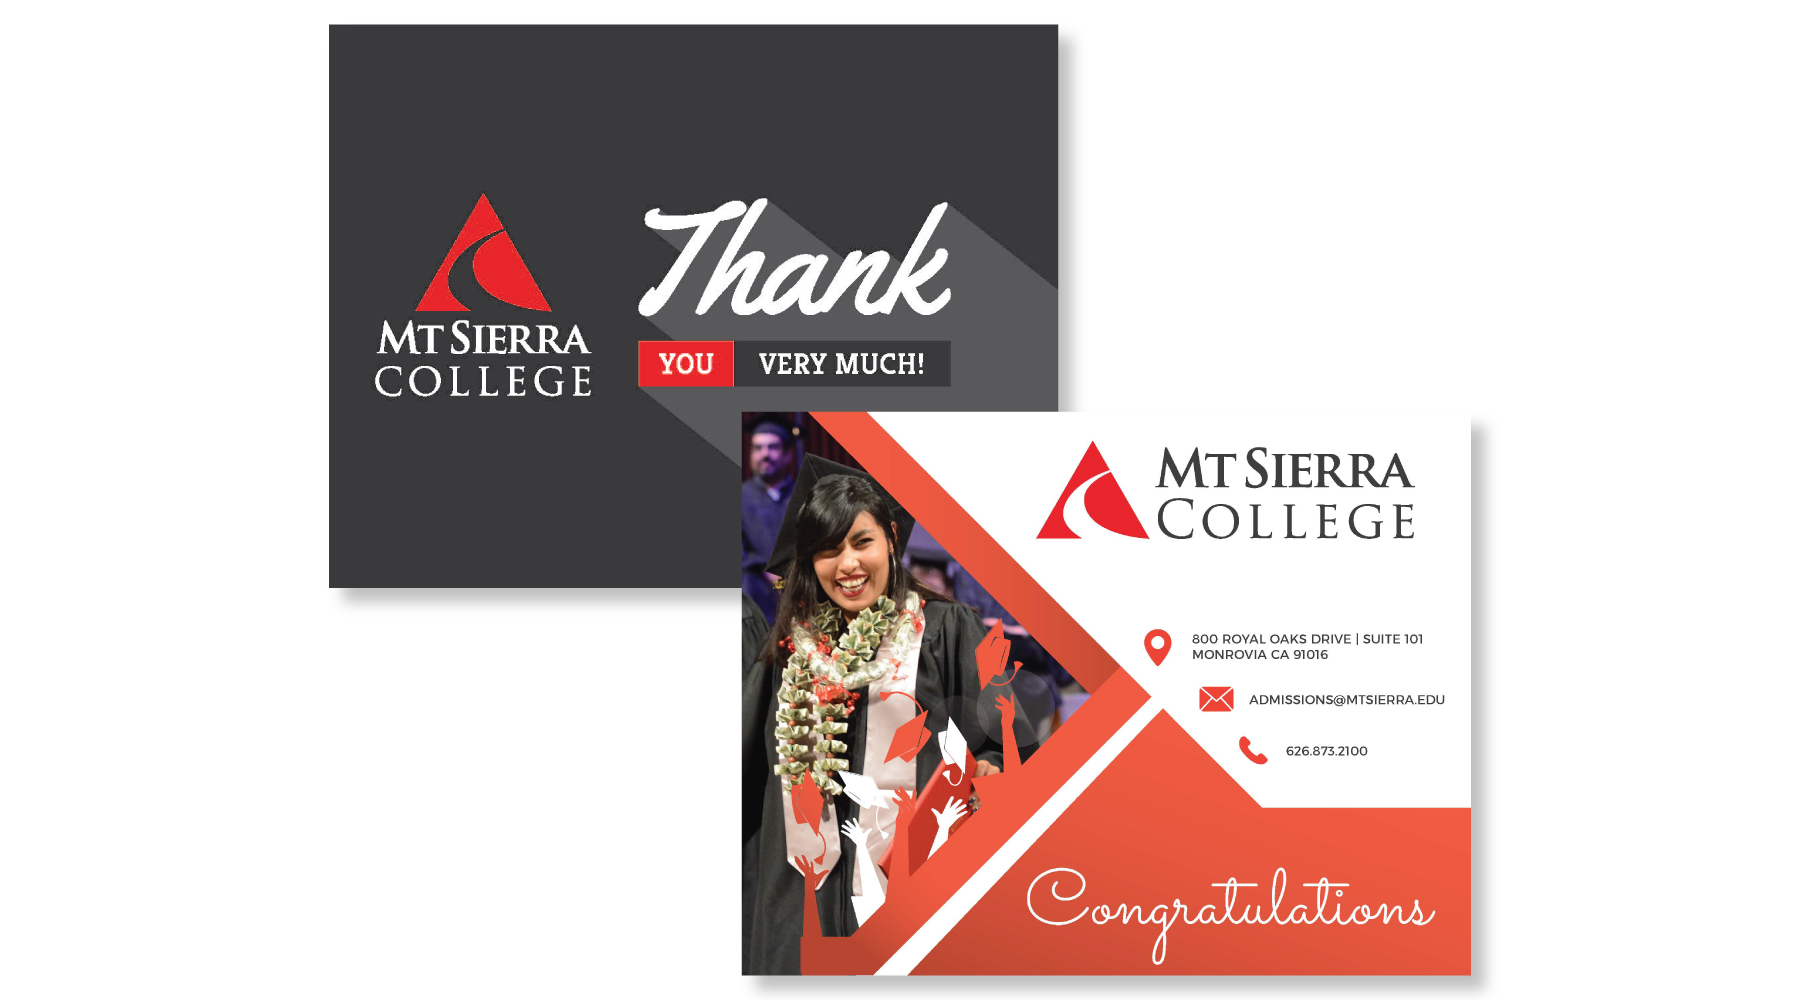 MT SIERRA
COLLEGE
Thank
YOU VERY MUCH!
MT SIERRA
COLLEGE
800 ROYAL OAKS DRIVE | SUITE 101
MONROVIA CA 91016
ADMISSIONS@MTSIERRA.EDU
626.873.2100
Congratulations